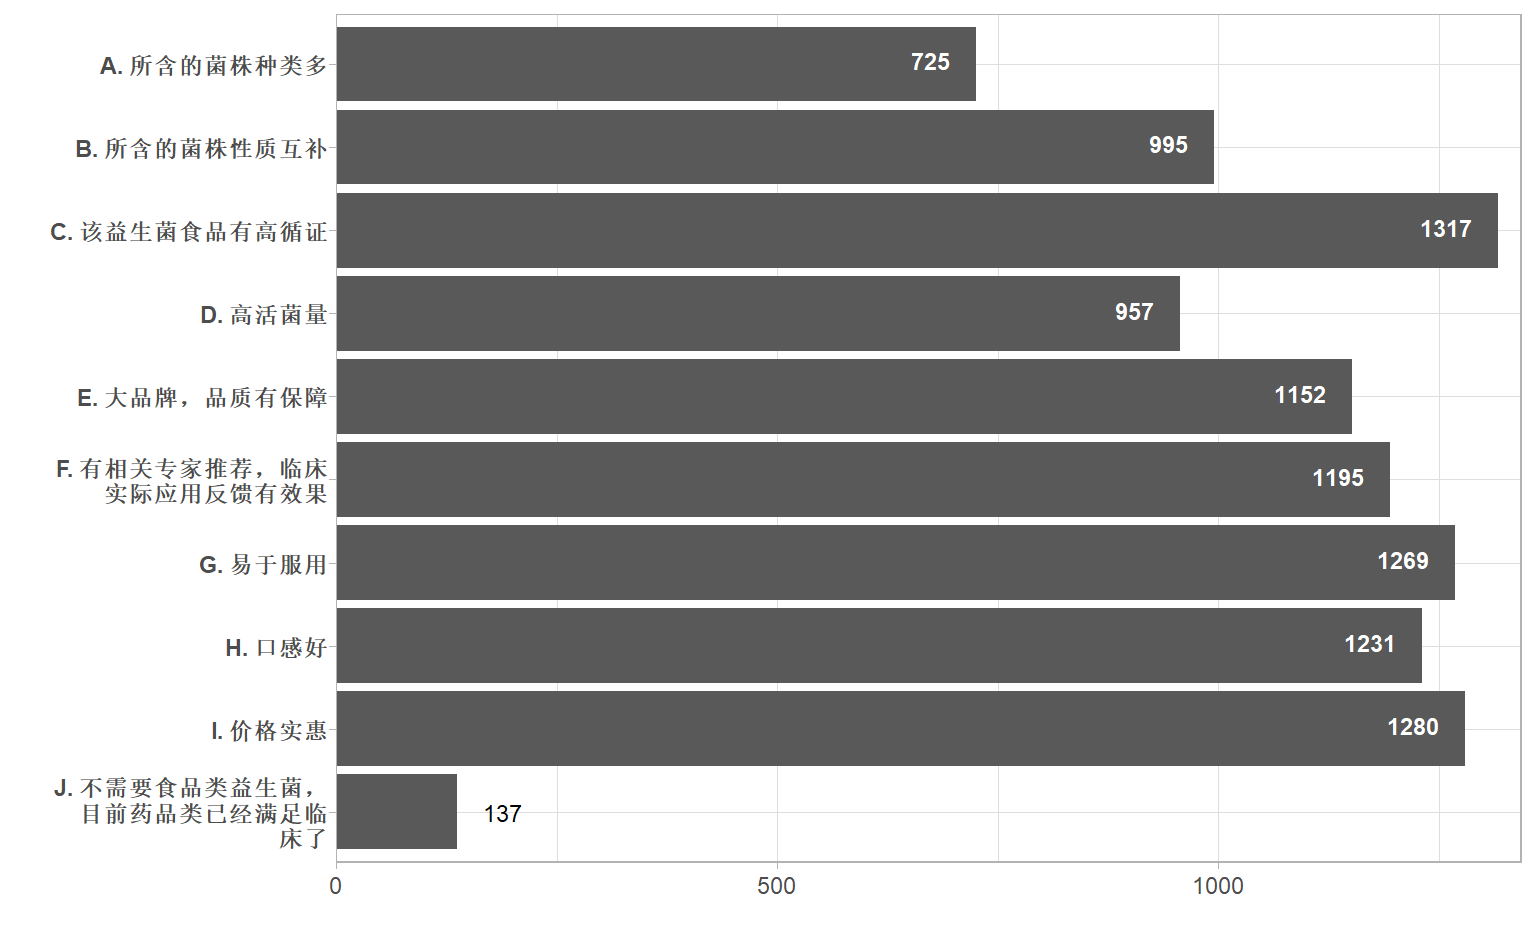 A. 所含的菌株种类多
725
B. 所含的菌株性质互补
995
C. 该益生菌食品有高循证
1317
D. 高活菌量
957
E. 大品牌，品质有保障
1152
F. 有相关专家推荐，临床
实际应用反馈有效果
1195
G. 易于服用
1269
H. 口感好
1231
I. 价格实惠
1280
J. 不需要食品类益生菌，
目前药品类已经满足临
床了
137
0 500 1000